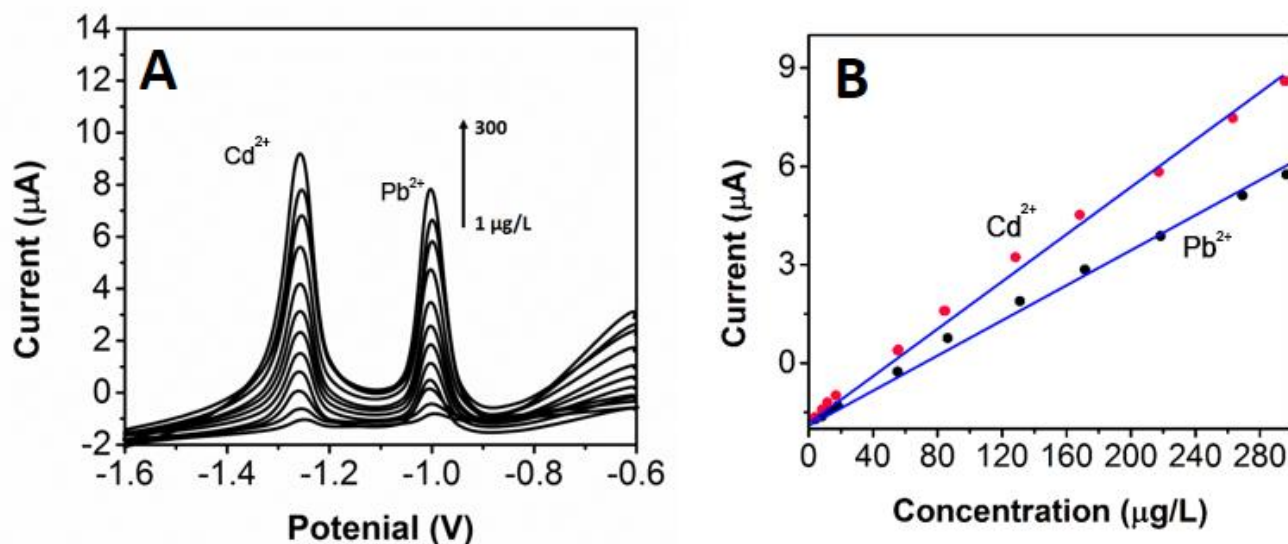 A
14
12
10
8
6
4
2
0
-2
Current (μA)
Cd²⁺
Pb²⁺
300
1 μg/L
-1.6 -1.4 -1.2 -1.0 -0.8 -0.6
Potenial (V)
B
9
6
3
0
Current (μA)
Cd²⁺
Pb²⁺
0 40 80 120 160 200 240 280
Concentration (μg/L)